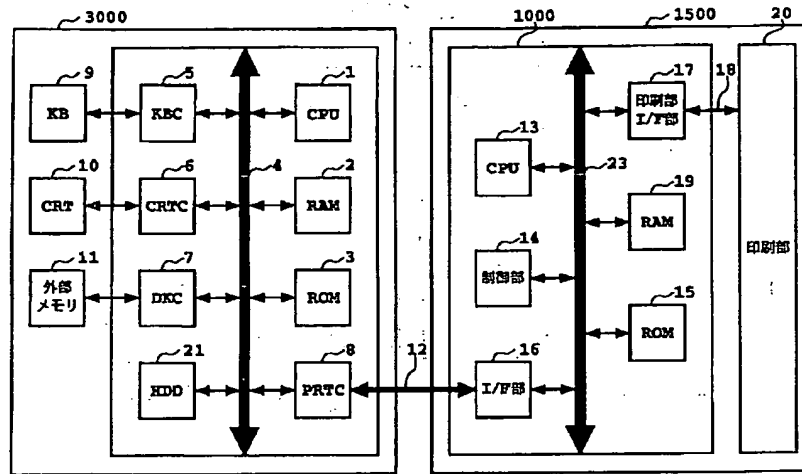 3000
1000
1500
20
9
KB
5
KBC
1
CPU
10
CRT
6
CRTC
4
2
RAM
11
外部
メモリ
7
DKC
3
ROM
21
HDD
8
PRTC
12
13
CPU
23
17
印刷部
I/F部
18
14
制御部
19
RAM
16
I/F部
15
ROM
印刷部